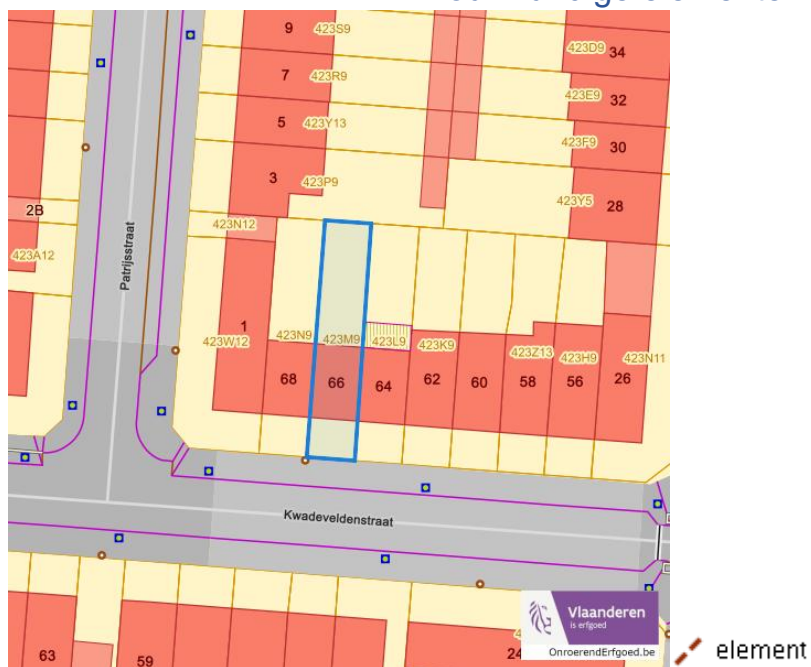 9 423S9
423D9 34
7 423R9
423E9 32
5 423Y13
423F9 30
3 423P9
423Y5 28
2B
423N12
423A12
Patrijsstraat
1
423W12
423N9 423M9 423L9 423K9
423Z13 423H9 423N11
68 66 64 62 60 58 56 26
Kwadeveldenstraat
Vlaanderen
is erfgoed
OnroerendErfgoed.be
element
63 59 24